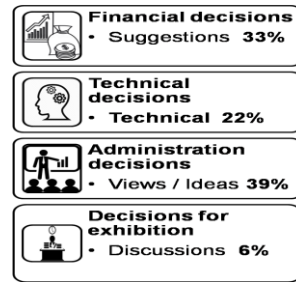 Financial decisions
• Suggestions 33%
Technical
decisions
• Technical 22%
Administration
decisions
• Views / Ideas 39%
Decisions for
exhibition
• Discussions 6%